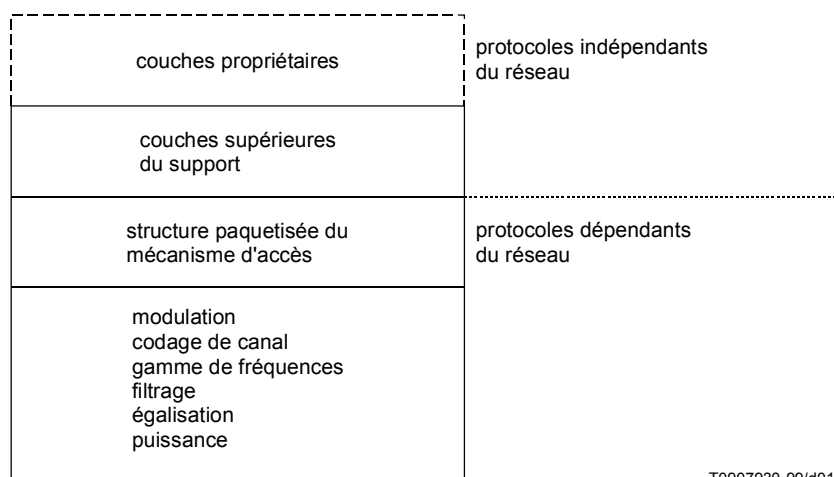 couches propriétaires
protocoles indépendants
du réseau
couches supérieures
du support
structure paquetisée du
mécanisme d'accès
protocoles dépendants
du réseau
modulation
codage de canal
gamme de fréquences
filtrage
égalisation
puissance